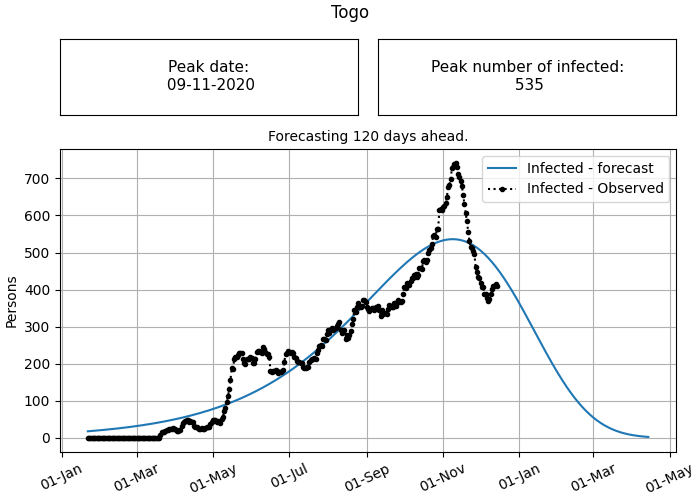 Togo
Peak date:
09-11-2020
Peak number of infected:
535
Forecasting 120 days ahead.
Infected - forecast
Infected - Observed
Persons
700
600
500
400
300
200
100
0
01-Jan
01-Mar
01-May
01-Jul
01-Sep
01-Nov
01-Jan
01-Mar
01-May